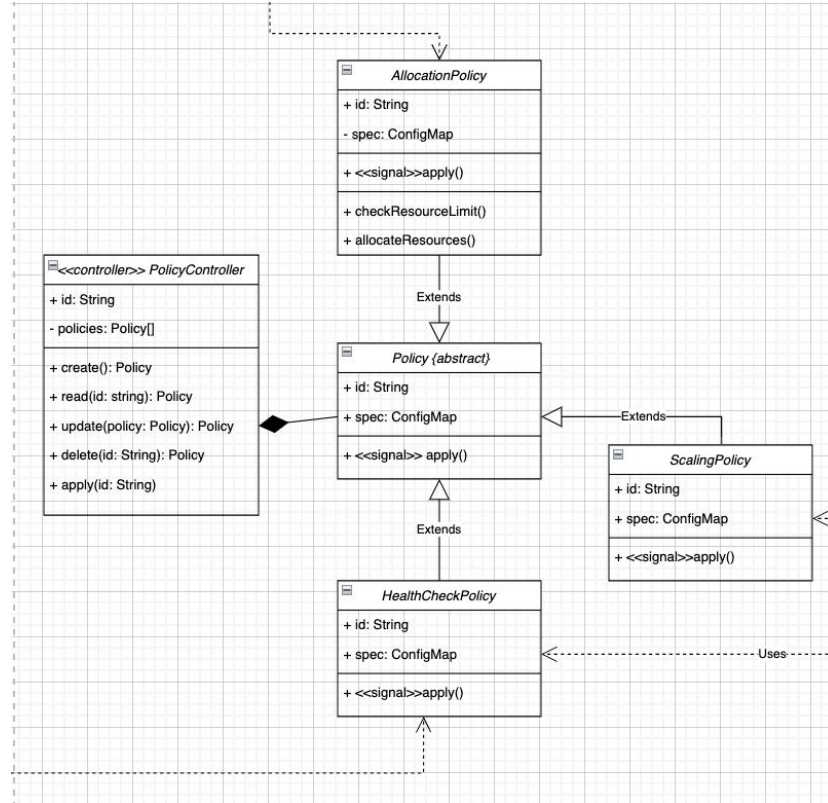 AllocationPolicy
+ id: String
- spec: ConfigMap
+ <<signal>>apply()
+ checkResourceLimit()
+ allocateResources()
Extends
<<controller>> PolicyController
+ id: String
- policies: Policy[]
+ create(): Policy
+ read(id: string): Policy
+ update(policy: Policy): Policy
+ delete(id: String): Policy
+ apply(id: String)
Policy {abstract}
+ id: String
+ spec: ConfigMap
+ <<signal>> apply()
Extends
ScalingPolicy
+ id: String
+ spec: ConfigMap
+ <<signal>>apply()
Extends
HealthCheckPolicy
+ id: String
+ spec: ConfigMap
+ <<signal>>apply()
Uses